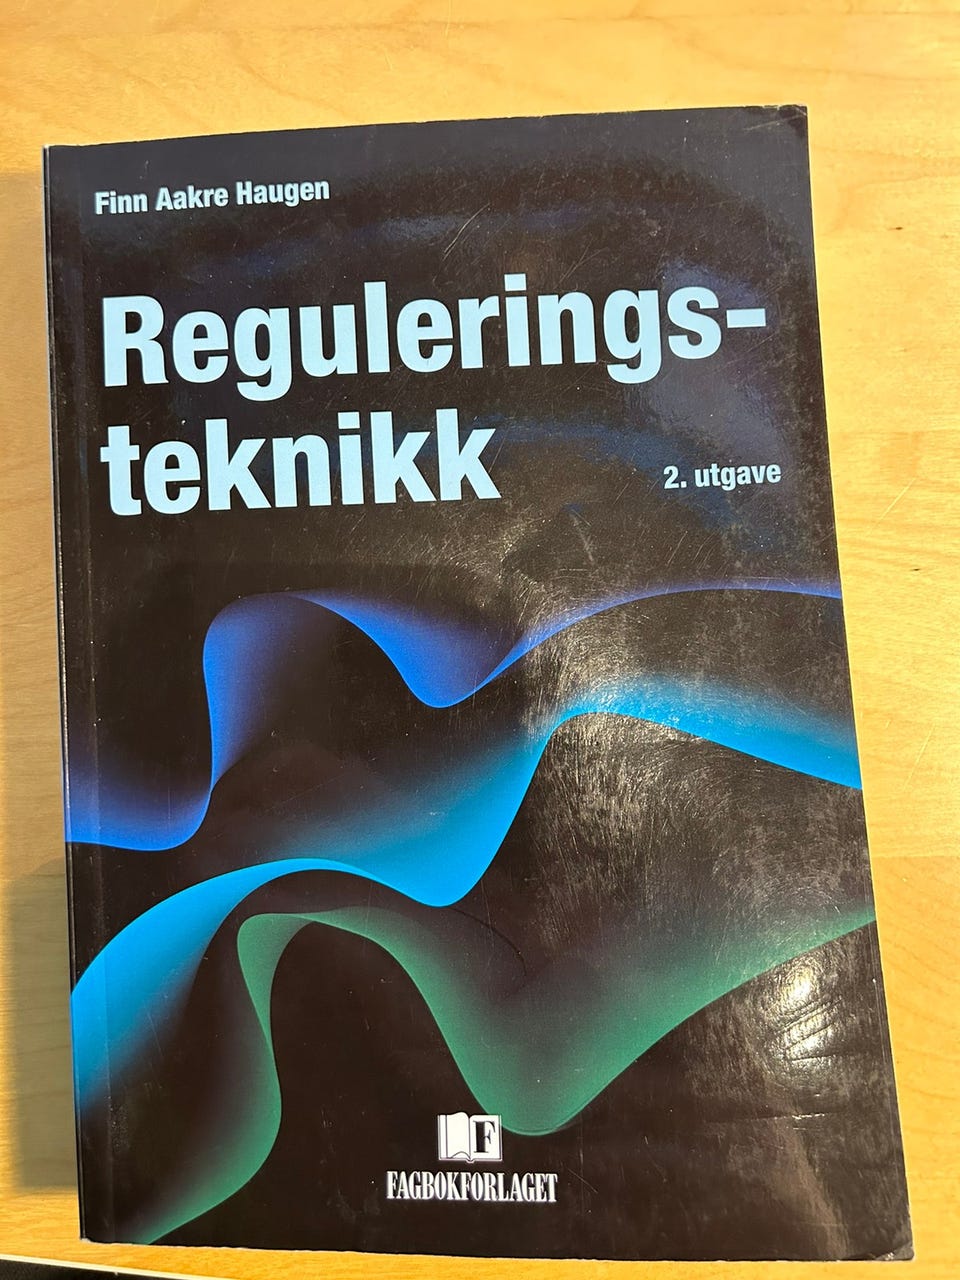 Finn Aakre Haugen
Regulerings-
teknikk
2. utgave
F
FAGBOKFORLAGET